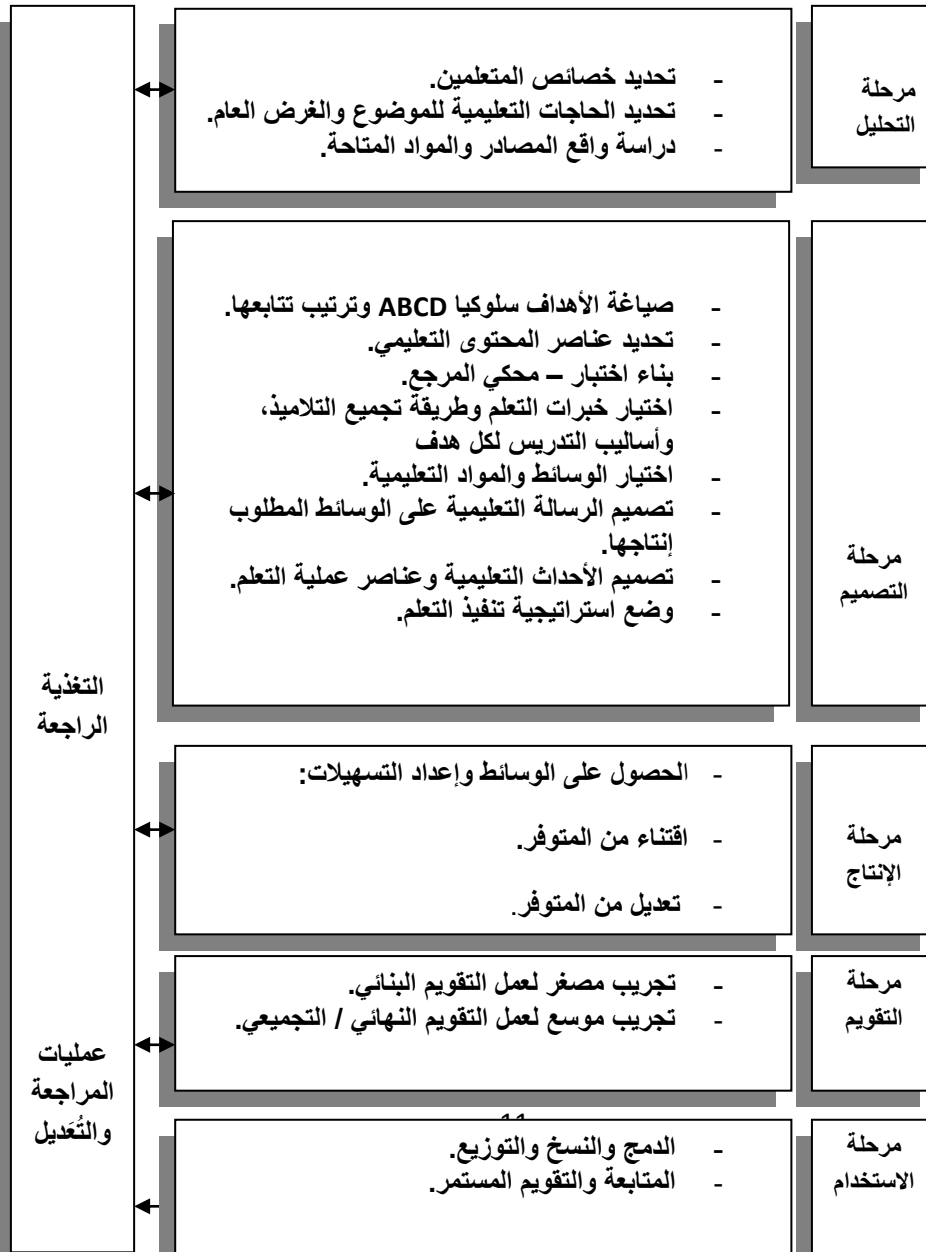 مرحلة
التحليل
- تحديد خصائص المتعلمين.
- تحديد الحاجات التعليمية للموضوع والغرض العام.
- دراسة واقع المصادر والمواد المتاحة.
مرحلة
التصميم
- صياغة الأهداف سلوكيا ABCD وترتيب تتابعها.
- تحديد عناصر المحتوى التعليمي.
- بناء اختبار – محكي المرجع.
- اختيار خبرات التعلم وطريقة تجميع التلاميذ،
وأساليب التدريس لكل هدف
- اختيار الوسائط والمواد التعليمية.
- تصميم الرسالة التعليمية على الوسائط المطلوب
إنتاجها.
- تصميم الأحداث التعليمية وعناصر عملية التعلم.
- وضع استراتيجية تنفيذ التعلم.
مرحلة
الإنتاج
- الحصول على الوسائط وإعداد التسهيلات:
- اقتناء من المتوفر.
- تعديل من المتوفر.
مرحلة
التقويم
- تجريب مصغر لعمل التقويم البنائي.
- تجريب موسع لعمل التقويم النهائي / التجميعي.
مرحلة
الاستخدام
- الدمج والنسخ والتوزيع.
- المتابعة والتقويم المستمر.
التغذية
الراجعة
عمليات
المراجعة
والتُعَديل